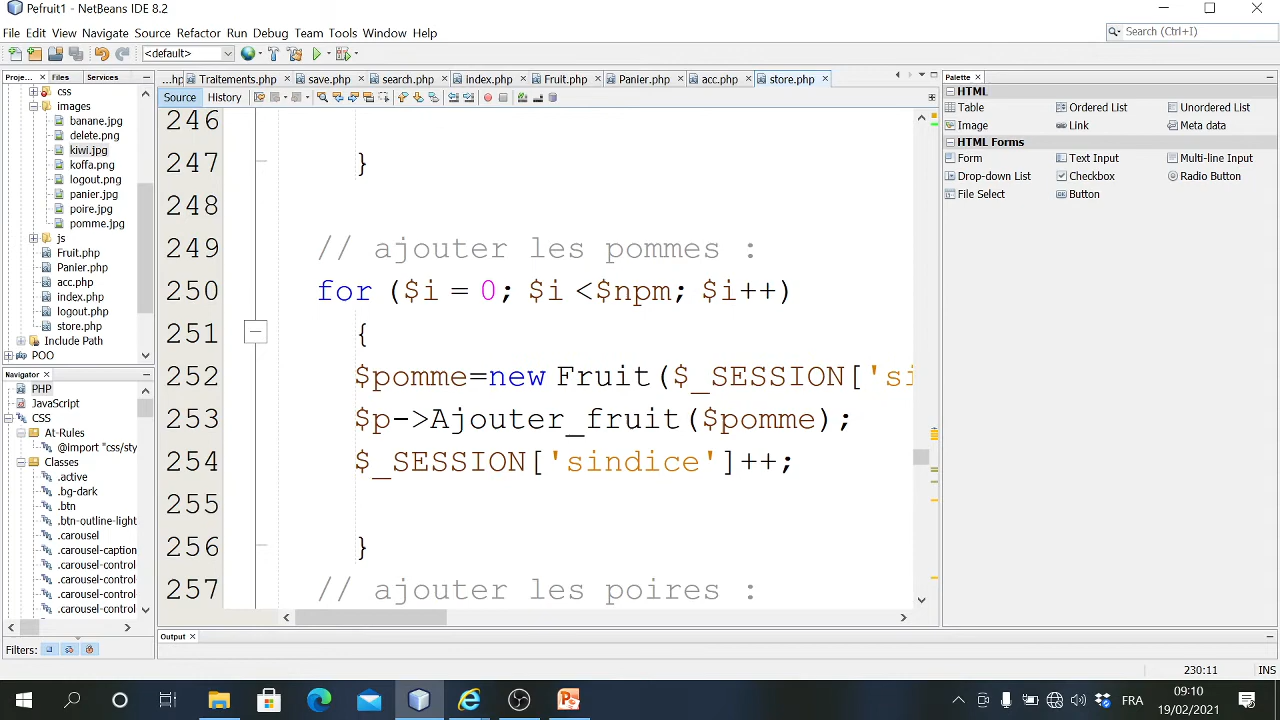 Pefruit1 - NetBeans IDE 8.2
File Edit View Navigate Source Refactor Run Debug Team Tools Window Help
Search (Ctrl+I)
<default>
Proje... Files Services
css
images
banane.jpg
delete.png
kiwi.jpg
koffa.png
logout.png
panier.jpg
poire.jpg
pomme.jpg
js
Fruit.php
Panier.php
acc.php
index.php
logout.php
store.php
Include Path
POO
Navigator
PHP
JavaScript
CSS
At-Rules
@import "css/sty
Classes
.active
.bg-dark
.btn
.btn-outline-light
.carousel
.carousel-caption
.carousel-control
.carousel-control
.carousel-control
.carousel-control
Filters:
...hp Traitements.php save.php search.php index.php Fruit.php Panier.php acc.php store.php
Source History
246
247 }
248
249 // ajouter les pommes :
250 for ($i = 0; $i <$npm; $i++)
251 {
252 $pomme=new Fruit($_SESSION['si
253 $p->Ajouter_fruit($pomme);
254 $_SESSION['sindice']++;
255
256 }
257 // ajouter les poires :
Output
Palette
HTML
Table Ordered List Unordered List
Image Link Meta data
HTML Forms
Form Text Input Multi-line Input
Drop-down List Checkbox Radio Button
File Select Button
230:11 INS
FRA
09:10
19/02/2021